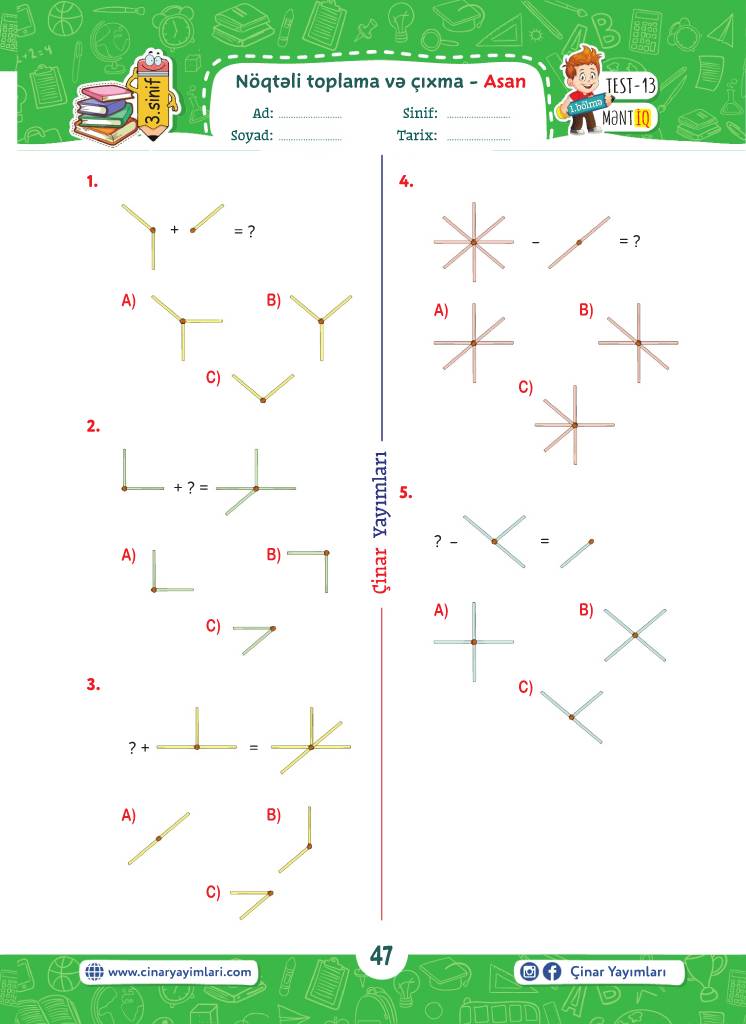 Nöqtəli toplama və çıxma - Asan
3.sinif
Ad:
Sinif:
Soyad:
Tarix:
1.bölmə
TEST-13
MƏNTİQ
1.
+ = ?
A)
B)
C)
2.
+ ? =
A)
B)
C)
3.
? + =
A)
B)
C)
Çinar Yayımları
4.
– = ?
A)
B)
C)
5.
? – =
A)
B)
C)
47
www.cinaryayimlari.com
Çinar Yayımları